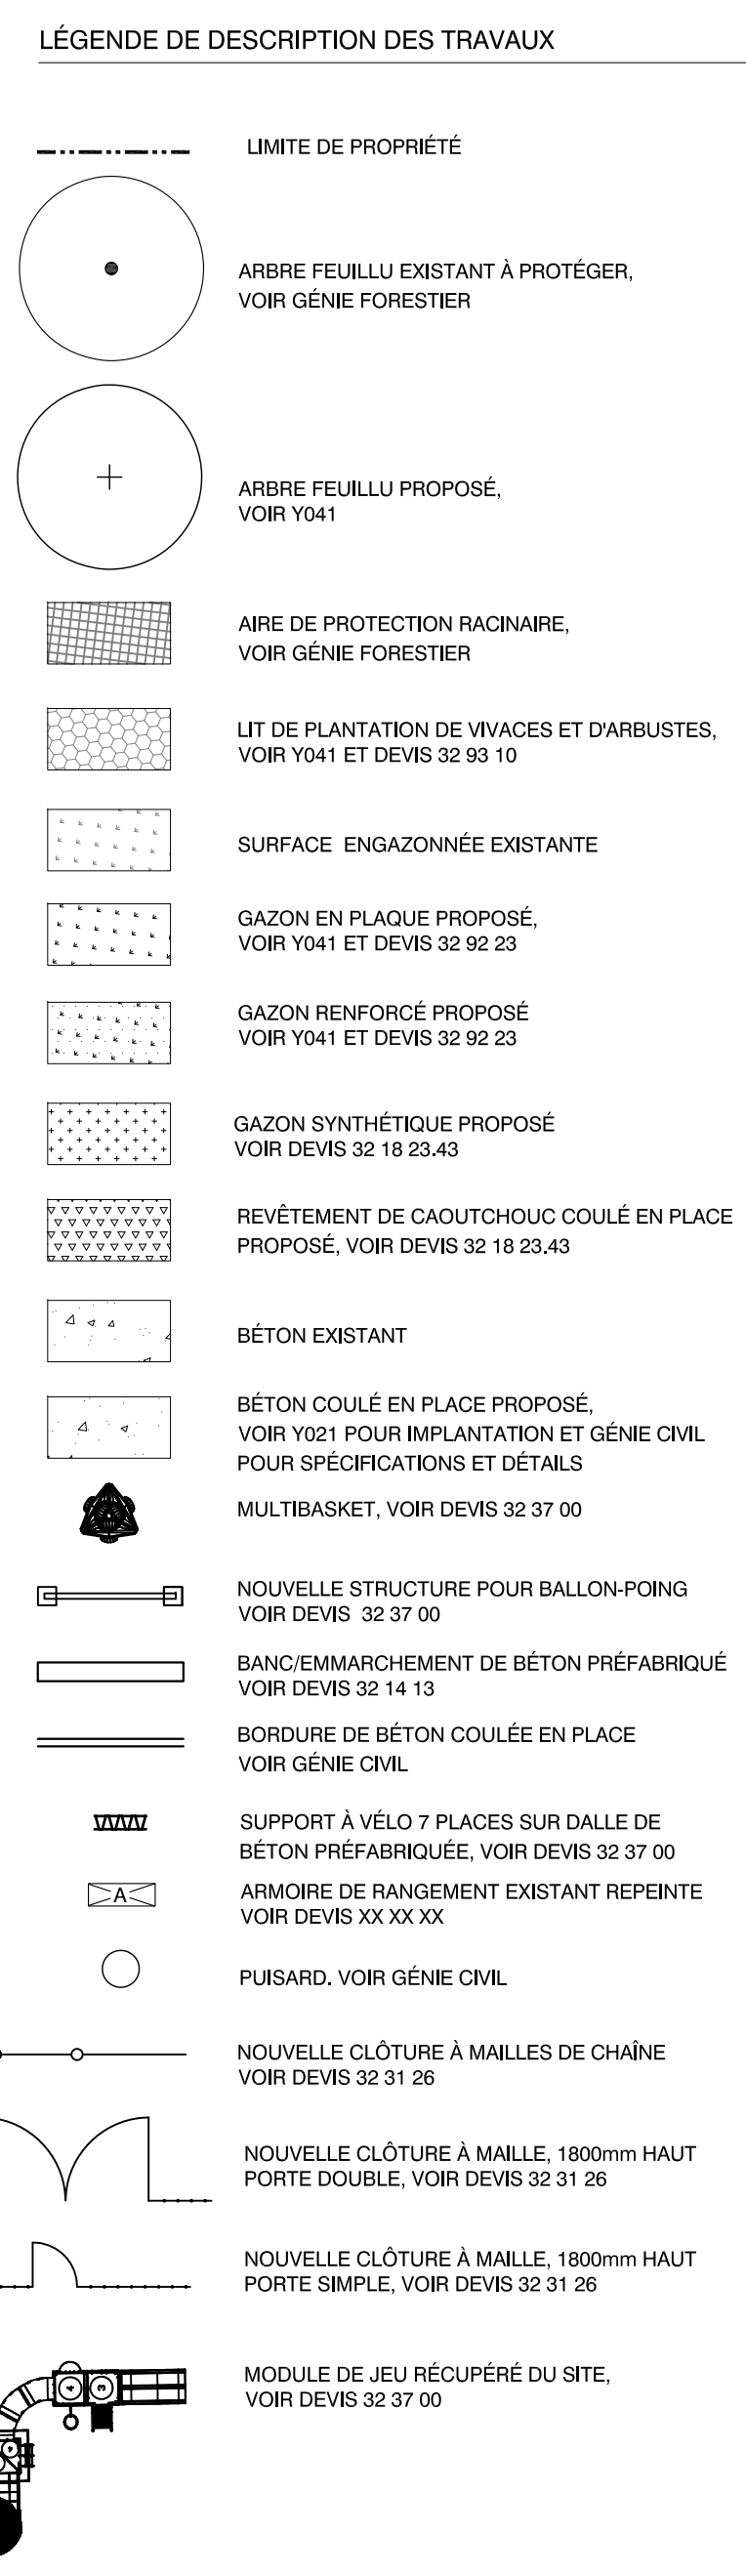 LÉGENDE DE DESCRIPTION DES TRAVAUX
LIMITE DE PROPRIÉTÉ
ARBRE FEUILLU EXISTANT À PROTÉGER,
VOIR GÉNIE FORESTIER
ARBRE FEUILLU PROPOSÉ,
VOIR Y041
AIRE DE PROTECTION RACINAIRE,
VOIR GÉNIE FORESTIER
LIT DE PLANTATION DE VIVACES ET D'ARBUSTES,
VOIR Y041 ET DEVIS 32 93 10
SURFACE ENGAZONNÉE EXISTANTE
GAZON EN PLAQUE PROPOSÉ,
VOIR Y041 ET DEVIS 32 92 23
GAZON RENFORCÉ PROPOSÉ
VOIR Y041 ET DEVIS 32 92 23
GAZON SYNTHÉTIQUE PROPOSÉ
VOIR DEVIS 32 18 23.43
REVÊTEMENT DE CAOUTCHOUC COULÉ EN PLACE
PROPOSÉ, VOIR DEVIS 32 18 23.43
BÉTON EXISTANT
BÉTON COULÉ EN PLACE PROPOSÉ,
VOIR Y021 POUR IMPLANTATION ET GÉNIE CIVIL
POUR SPÉCIFICATIONS ET DÉTAILS
MULTIBASKET, VOIR DEVIS 32 37 00
NOUVELLE STRUCTURE POUR BALLON-POING
VOIR DEVIS 32 37 00
BANC/EMMARCHEMENT DE BÉTON PRÉFABRIQUÉ
VOIR DEVIS 32 14 13
BORDURE DE BÉTON COULÉE EN PLACE
VOIR GÉNIE CIVIL
SUPPORT À VÉLO 7 PLACES SUR DALLE DE
BÉTON PRÉFABRIQUÉE, VOIR DEVIS 32 37 00
A
ARMOIRE DE RANGEMENT EXISTANT REPEINTE
VOIR DEVIS XX XX XX
PUISARD. VOIR GÉNIE CIVIL
NOUVELLE CLÔTURE À MAILLES DE CHAÎNE
VOIR DEVIS 32 31 26
NOUVELLE CLÔTURE À MAILLE, 1800mm HAUT
PORTE DOUBLE, VOIR DEVIS 32 31 26
NOUVELLE CLÔTURE À MAILLE, 1800mm HAUT
PORTE SIMPLE, VOIR DEVIS 32 31 26
4 3
MODULE DE JEU RÉCUPÉRÉ DU SITE,
VOIR DEVIS 32 37 00